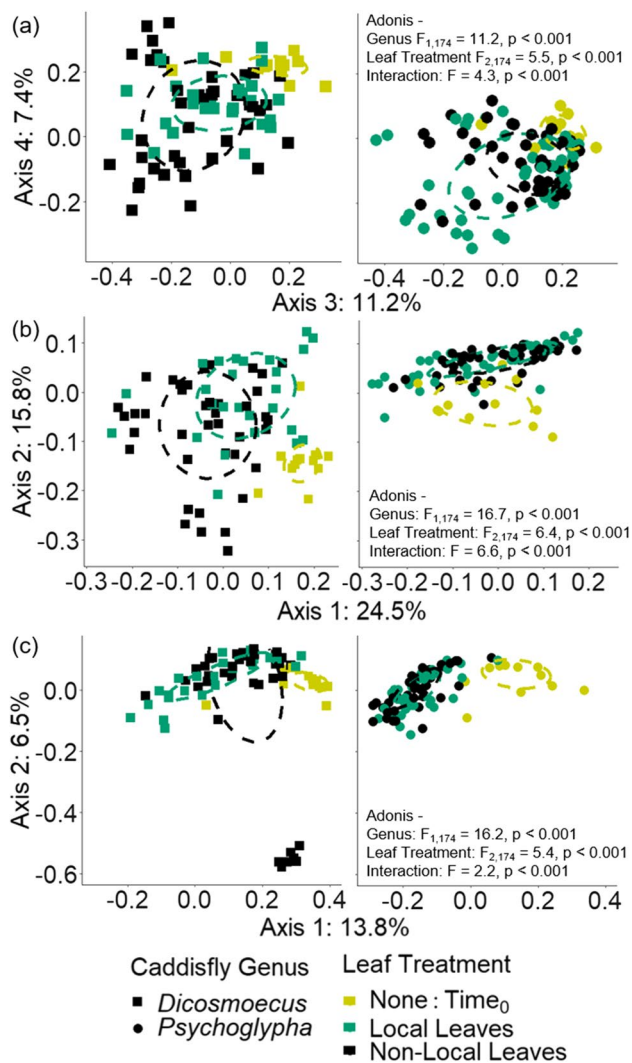 (a)
Axis 4: 7.4%
0.2
0.0
-0.2
-0.4
-0.2
0.0
0.2
Adonis -
Genus F1,174 = 11.2, p < 0.001
Leaf Treatment F2,174 = 5.5, p < 0.001
Interaction: F = 4.3, p < 0.001
-0.4
-0.2
0.0
0.2
Axis 3: 11.2%
(b)
Axis 2: 15.8%
0.1
0.0
-0.1
-0.2
-0.3
-0.3
-0.2
-0.1
0.0
0.1
0.2
Adonis -
Genus: F1,174 = 16.7, p < 0.001
Leaf Treatment: F2,174 = 6.4, p < 0.001
Interaction: F = 6.6, p < 0.001
-0.3
-0.2
-0.1
0.0
0.1
0.2
Axis 1: 24.5%
(c)
Axis 2: 6.5%
0.0
-0.2
-0.4
-0.6
-0.2
0.0
0.2
0.4
Adonis -
Genus: F1,174 = 16.2, p < 0.001
Leaf Treatment: F2,174 = 5.4, p < 0.001
Interaction: F = 2.2, p < 0.001
-0.2
0.0
0.2
0.4
Axis 1: 13.8%
Caddisfly Genus
Dicosmoecus
Psychoglypha
Leaf Treatment
None : Time0
Local Leaves
Non-Local Leaves